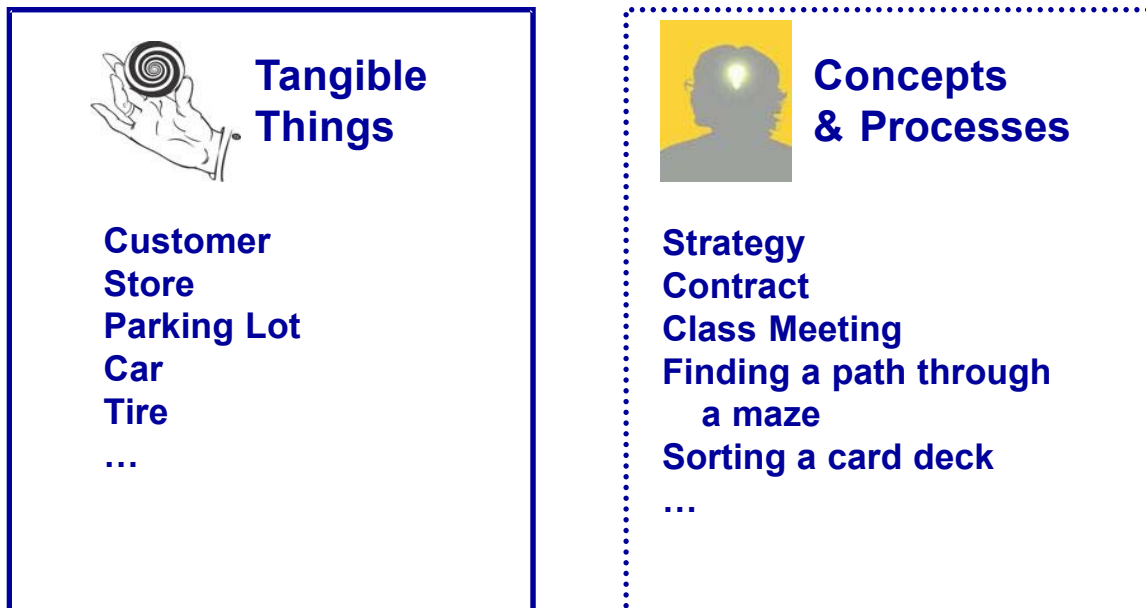 Tangible
Things
Customer
Store
Parking Lot
Car
Tire
…
Concepts
& Processes
Strategy
Contract
Class Meeting
Finding a path through
a maze
Sorting a card deck
…